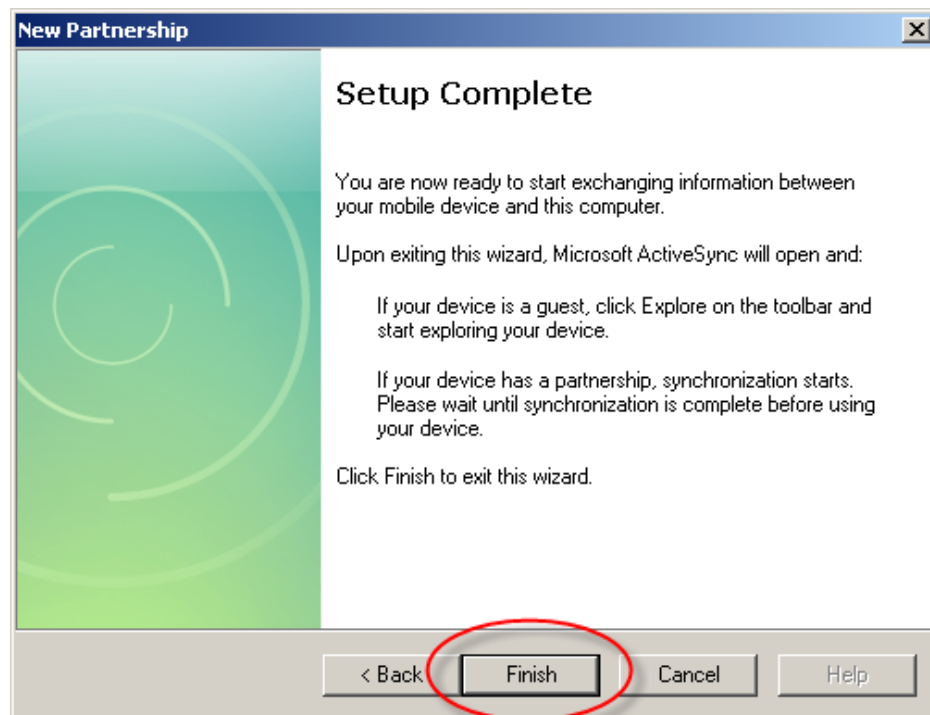 New Partnership
Setup Complete
You are now ready to start exchanging information between
your mobile device and this computer.
Upon exiting this wizard, Microsoft ActiveSync will open and:
If your device is a guest, click Explore on the toolbar and
start exploring your device.
If your device has a partnership, synchronization starts.
Please wait until synchronization is complete before using
your device.
Click Finish to exit this wizard.
< Back Finish Cancel Help